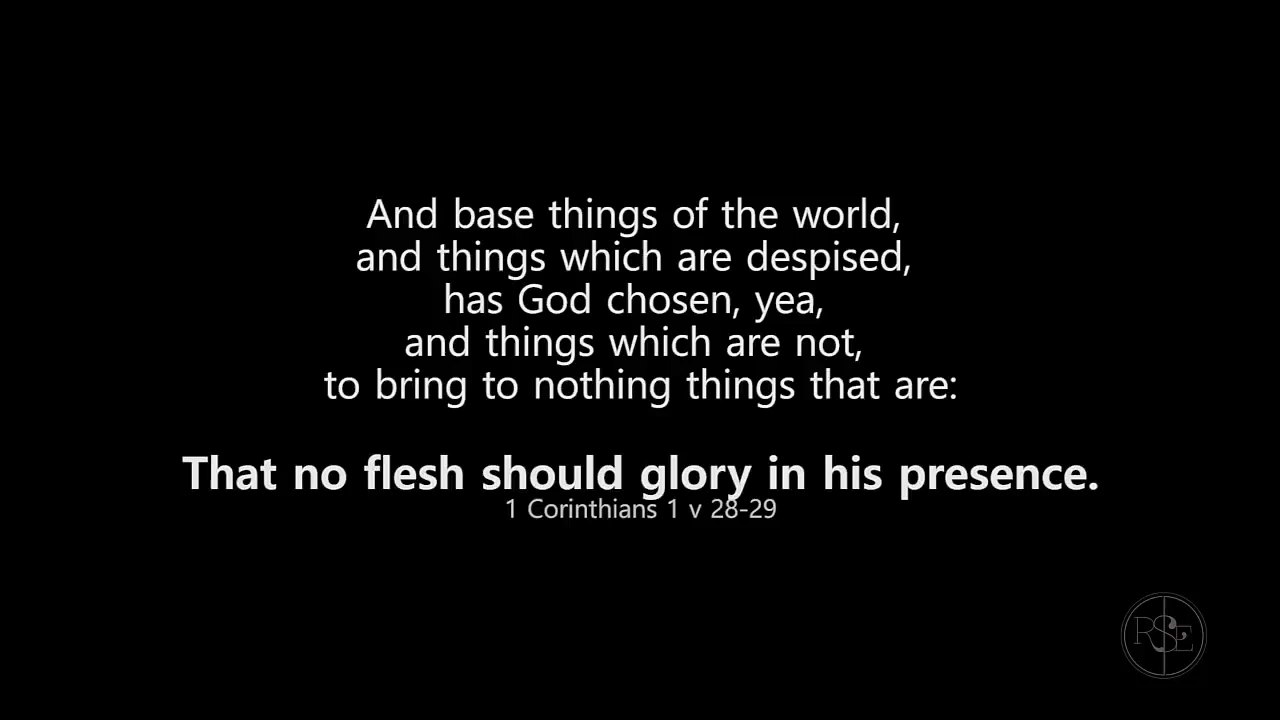 And base things of the world,
and things which are despised,
has God chosen, yea,
and things which are not,
to bring to nothing things that are:
That no flesh should glory in his presence.
1 Corinthians 1 v 28-29
RSE